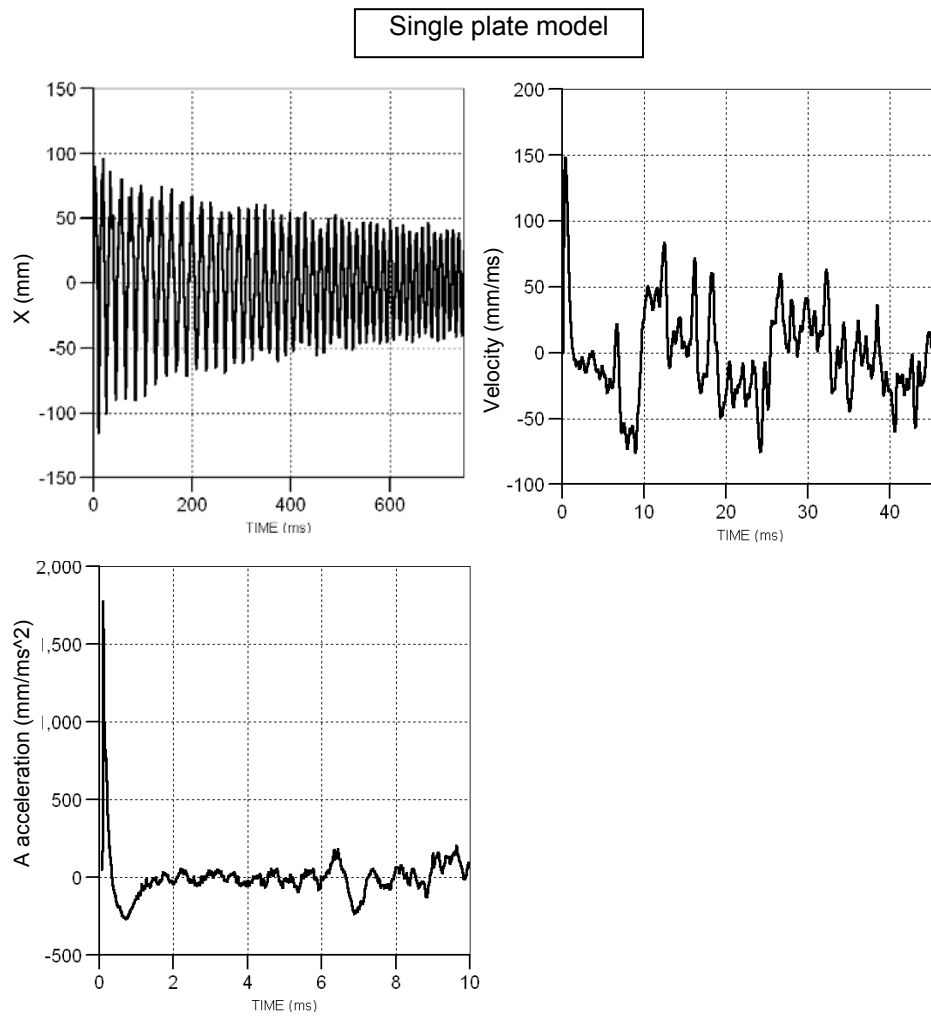 Single plate model
150
100
50
0
-50
-100
-150
X (mm)
0 200 400 600
TIME (ms)
200
150
100
50
0
-50
-100
Velocity (mm/ms)
0 10 20 30 40
TIME (ms)
2,000
1,500
1,000
500
0
-500
A acceleration (mm/ms^2)
0 2 4 6 8 10
TIME (ms)